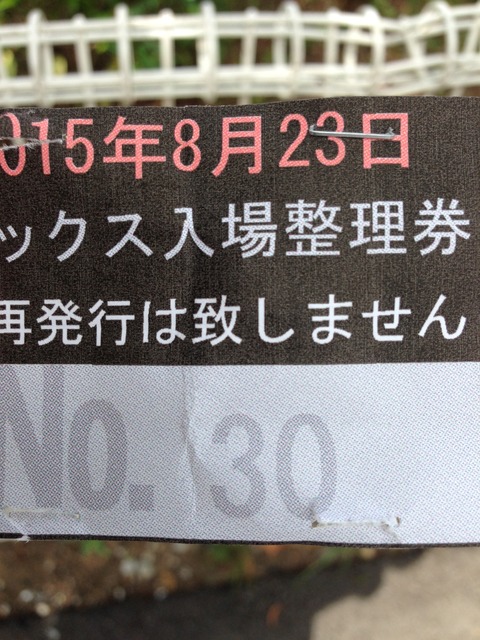 2015年8月23日
ックス入場整理券
再発行は致しません
No. 30